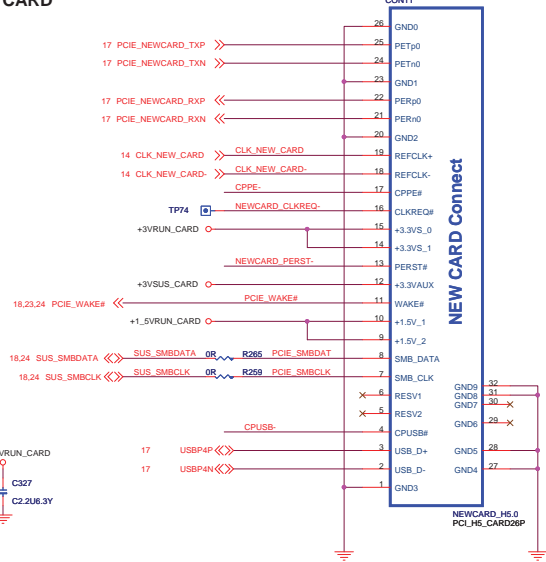 CARD
CONT1
26 GND0
17 PCIE_NEWCARD_TXP 25 PETp0
17 PCIE_NEWCARD_TXN 24 PETn0
23 GND1
17 PCIE_NEWCARD_RXP 22 PERp0
17 PCIE_NEWCARD_RXN 21 PERn0
20 GND2
14 CLK_NEW_CARD CLK_NEW_CARD 19 REFCLK+
14 CLK_NEW_CARD- CLK_NEW_CARD- 18 REFCLK-
CPPE- 17 CPPE#
TP74 NEWCARD_CLKREQ- 16 CLKREQ#
+3VRUN_CARD 15 +3.3VS_0
14 +3.3VS_1
NEWCARD_PERST- 13 PERST#
+3VSUS_CARD 12 +3.3VAUX
18,23,24 PCIE_WAKE# PCIE_WAKE# 11 WAKE#
+1_5VRUN_CARD 10 +1.5V_1
9 +1.5V_2
18,24 SUS_SMBDATA SUS_SMBDATA 0R R265 PCIE_SMBDAT 8 SMB_DATA
18,24 SUS_SMBCLK SUS_SMBCLK 0R R259 PCIE_SMBCLK 7 SMB_CLK
6 RESV1
5 RESV2
CPUSB- 4 CPUSB#
17 USBP4P 3 USB_D+
17 USBP4N 2 USB_D-
1 GND3
NEW CARD Connect
GND9 32
GND8 31
GND7 30
GND6 29
GND5 28
GND4 27
NEWCARD_H5.0
PCI_H5_CARD26P
VRUN_CARD
C327
C2.2U6.3Y